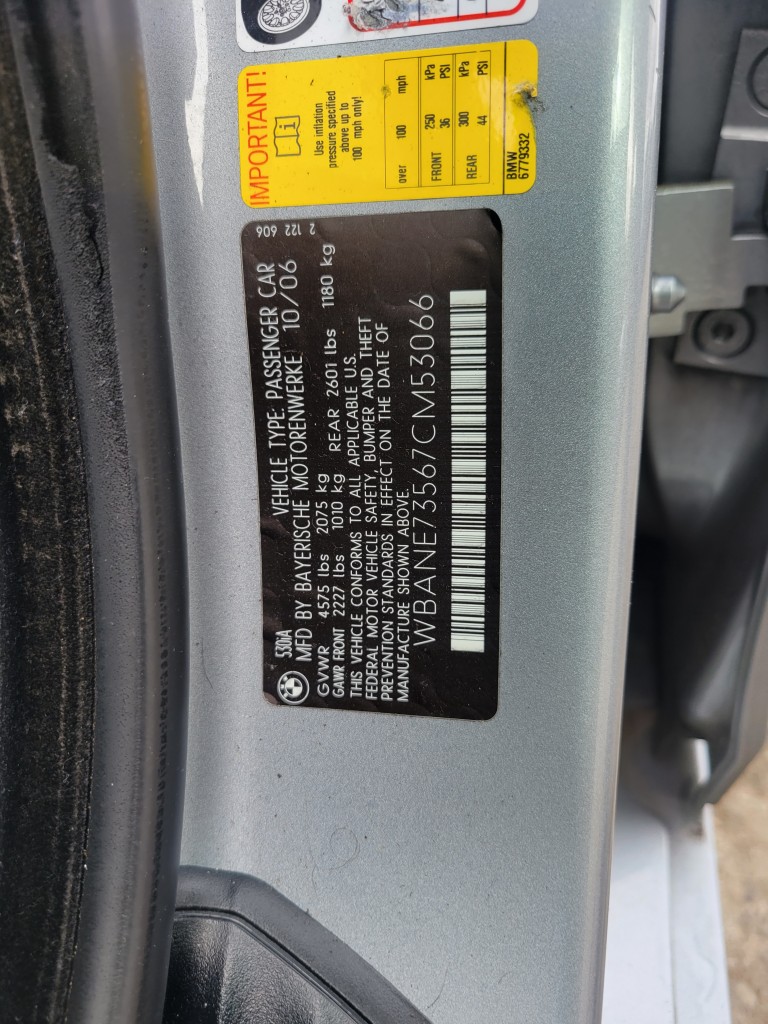 IMPORTANT!
Use inflation
pressure specified
above up to
100 mph only!
over 100 mph
FRONT 250 kPa
36 PSI
REAR 300 kPa
44 PSI
BMW
6779332
2 122 606
530iA VEHICLE TYPE: PASSENGER CAR
MFD BY BAYERISCHE MOTORENWERKE 10/06
GVWR 4575 lbs 2075 kg
GAWR FRONT 2227 lbs 1010 kg REAR 2601 lbs 1180 kg
THIS VEHICLE CONFORMS TO ALL APPLICABLE U.S.
FEDERAL MOTOR VEHICLE SAFETY, BUMPER AND THEFT
PREVENTION STANDARDS IN EFFECT ON THE DATE OF
MANUFACTURE SHOWN ABOVE.
WBANE73567CM53066